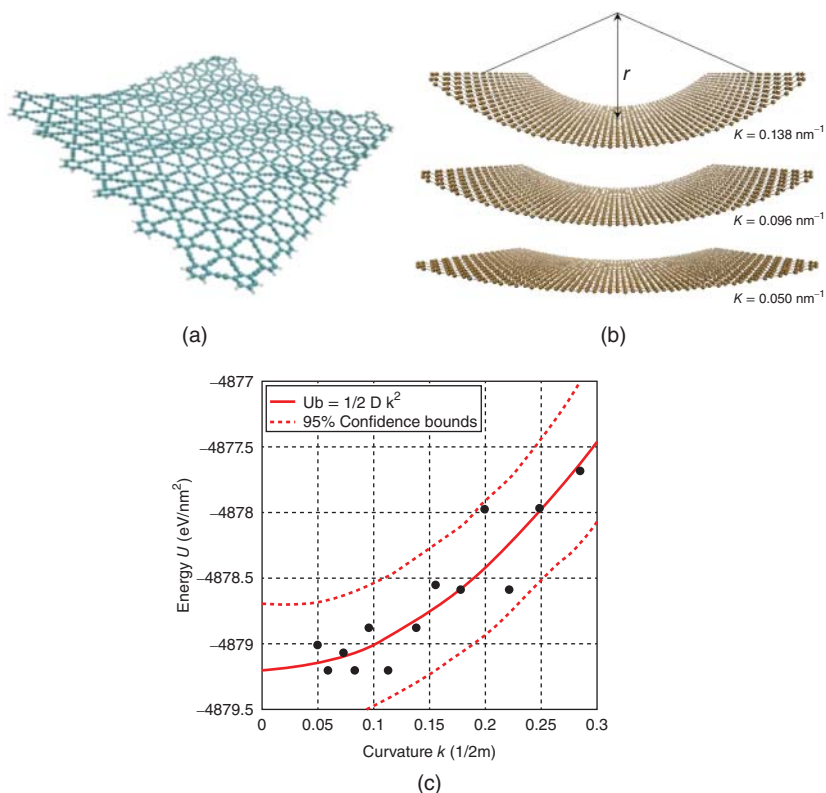 r
K = 0.138 nm⁻¹
K = 0.096 nm⁻¹
K = 0.050 nm⁻¹
(a)
(b)
−4877
−4877.5
−4878
−4878.5
−4879
−4879.5
Energy U (eV/nm²)
Ub = 1/2 D k²
95% Confidence bounds
0 0.05 0.1 0.15 0.2 0.25 0.3
Curvature k (1/2m)
(c)